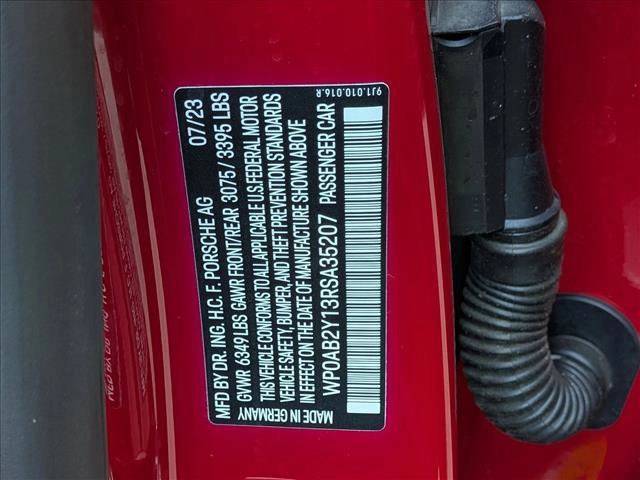 MFD BY DR. ING. H.C. F. PORSCHE AG 07/23
GVWR 6349 LBS GAWR FRONT/REAR 3075 / 3395 LBS
THIS VEHICLE CONFORMS TO ALL APPLICABLE U.S. FEDERAL MOTOR
VEHICLE SAFETY, BUMPER, AND THEFT PREVENTION STANDARDS
IN EFFECT ON THE DATE OF MANUFACTURE SHOWN ABOVE
WP0AB2Y13RSA35207 PASSENGER CAR
MADE IN GERMANY
9J1.010.016.R